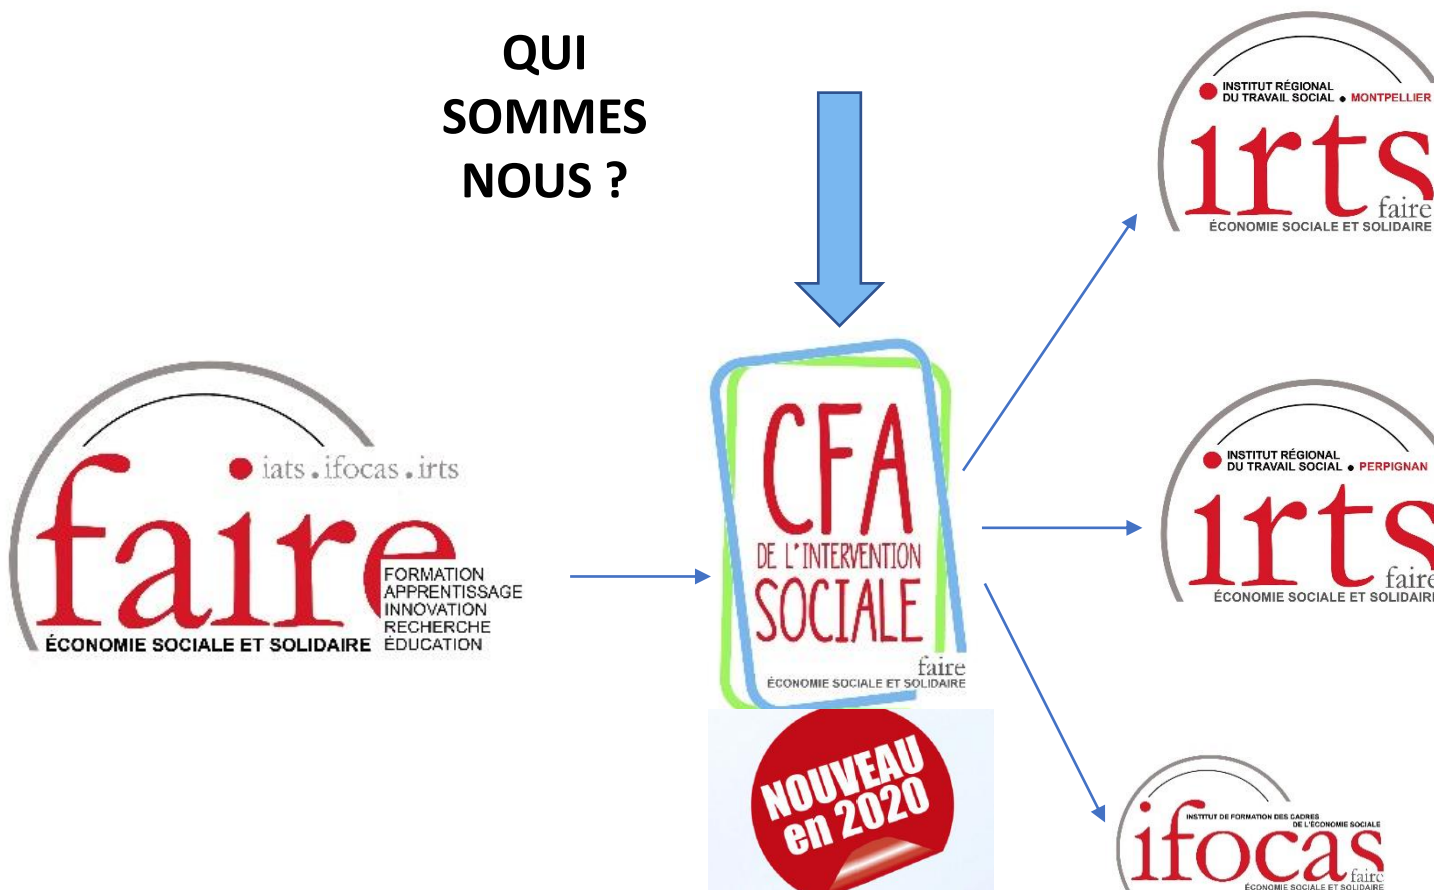 QUI
SOMMES
NOUS ?
iats.ifocas.irts
faire
FORMATION
APPRENTISSAGE
INNOVATION
RECHERCHE
ÉDUCATION
ÉCONOMIE SOCIALE ET SOLIDAIRE
CFA
DE L'INTERVENTION
SOCIALE
faire
ÉCONOMIE SOCIALE ET SOLIDAIRE
NOUVEAU
en 2020
INSTITUT RÉGIONAL
DU TRAVAIL SOCIAL • MONTPELLIER
irts
faire
ÉCONOMIE SOCIALE ET SOLIDAIRE
INSTITUT RÉGIONAL
DU TRAVAIL SOCIAL • PERPIGNAN
irts
faire
ÉCONOMIE SOCIALE ET SOLIDAIRE
INSTITUT DE FORMATION DES CADRES
DE L'ÉCONOMIE SOCIALE
ifocas
faire
ÉCONOMIE SOCIALE ET SOLIDAIRE